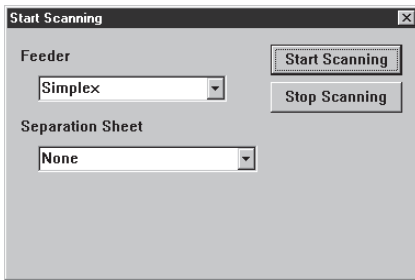 Start Scanning
Feeder
Simplex
Separation Sheet
None
Start Scanning
Stop Scanning